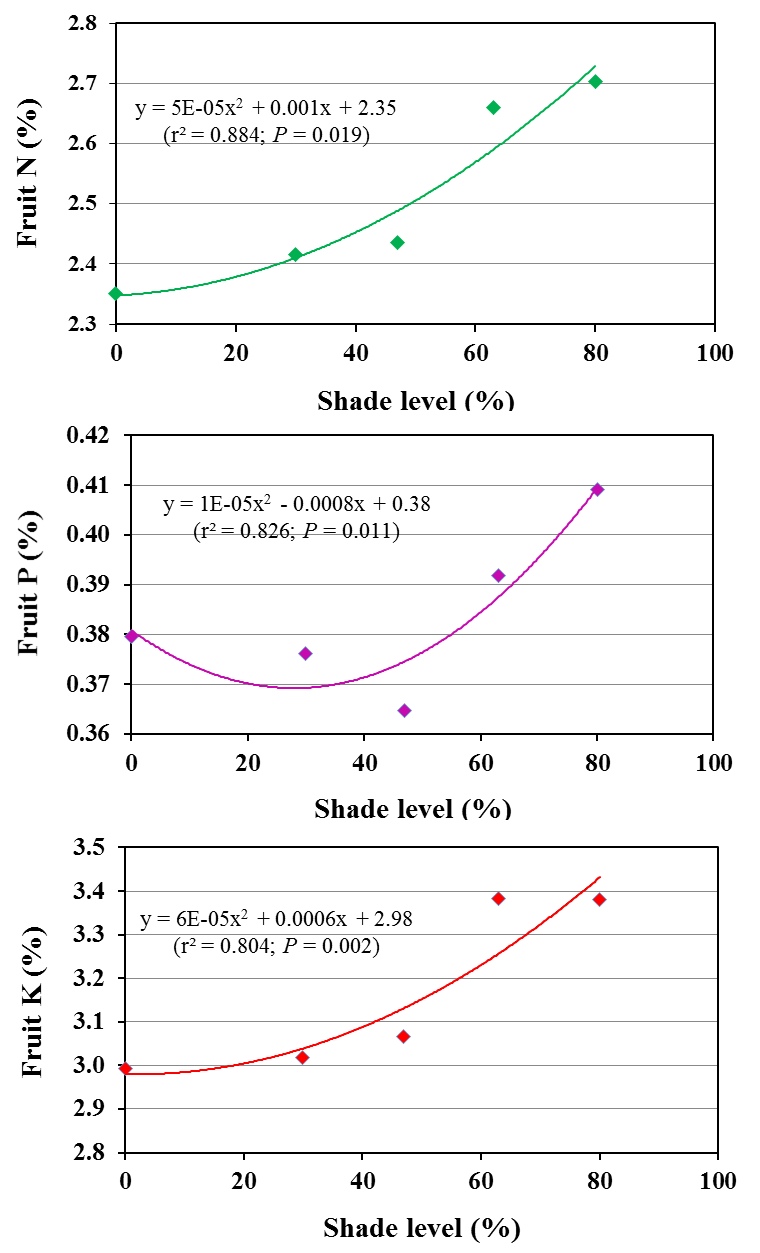 2.8
2.7
2.6
2.5
2.4
2.3
Fruit N (%)
y = 5E-05x² + 0.001x + 2.35
(r² = 0.884; P = 0.019)
0 20 40 60 80 100
Shade level (%)
0.42
0.41
0.40
0.39
0.38
0.37
0.36
Fruit P (%)
y = 1E-05x² - 0.0008x + 0.38
(r² = 0.826; P = 0.011)
0 20 40 60 80 100
Shade level (%)
3.5
3.4
3.3
3.2
3.1
3.0
2.9
2.8
Fruit K (%)
y = 6E-05x² + 0.0006x + 2.98
(r² = 0.804; P = 0.002)
0 20 40 60 80 100
Shade level (%)